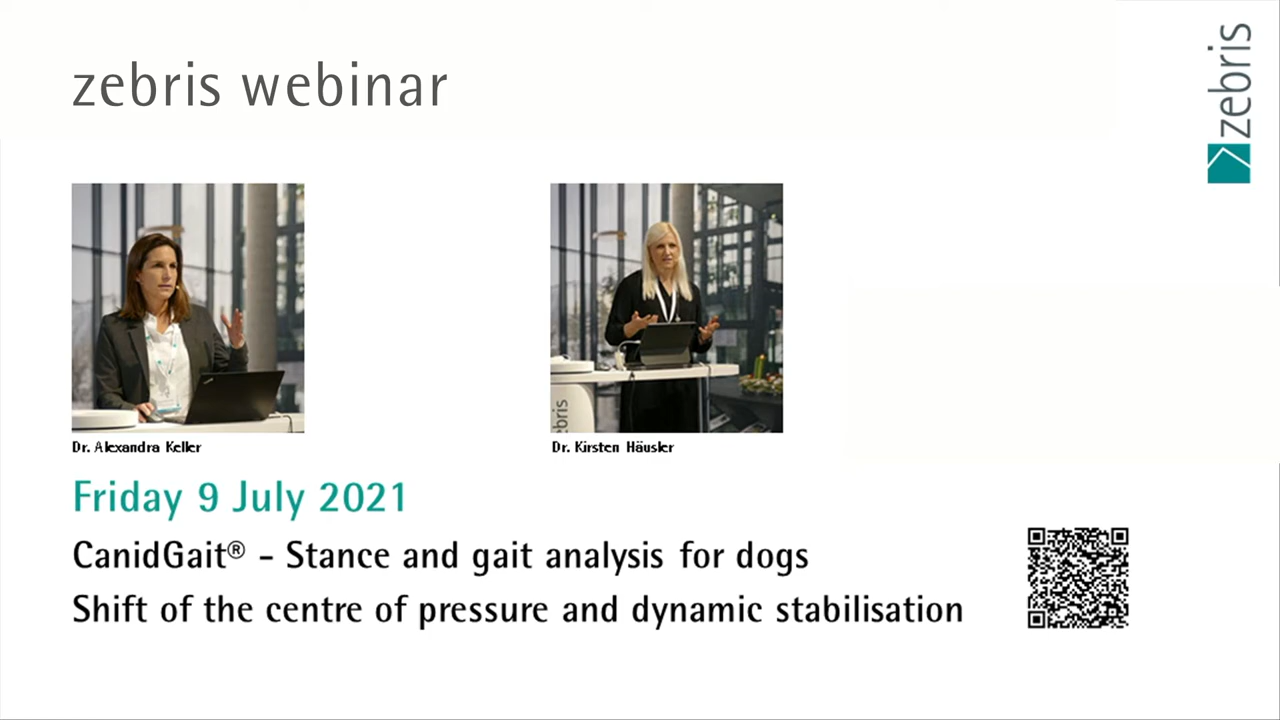 zebris webinar
zebris
ebris
Dr. Alexandra Keller
Dr. Kirsten Häusler
Friday 9 July 2021
CanidGait® - Stance and gait analysis for dogs
Shift of the centre of pressure and dynamic stabilisation